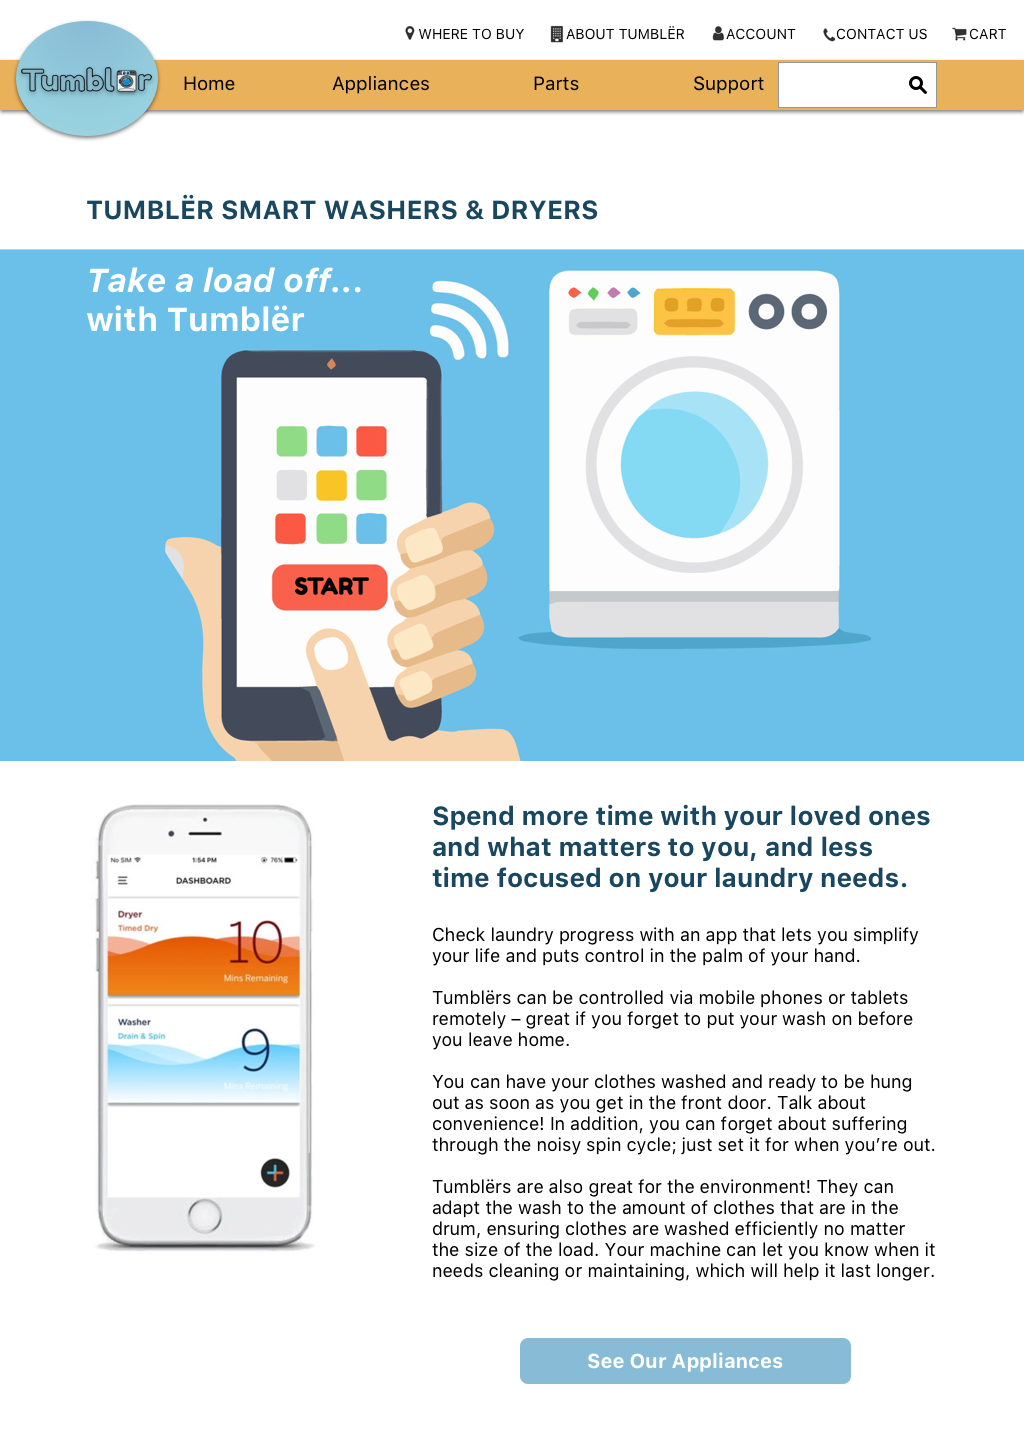 WHERE TO BUY ABOUT TUMBLËR ACCOUNT CONTACT US CART
Tumblör
Home Appliances Parts Support
TUMBLËR SMART WASHERS & DRYERS
Take a load off...
with Tumblër
START
No SIM 1:54 PM 76%
DASHBOARD
Dryer
Timed Dry
10
Mins Remaining
Washer
Drain & Spin
9
Mins Remaining
Spend more time with your loved ones
and what matters to you, and less
time focused on your laundry needs.
Check laundry progress with an app that lets you simplify
your life and puts control in the palm of your hand.
Tumblërs can be controlled via mobile phones or tablets
remotely – great if you forget to put your wash on before
you leave home.
You can have your clothes washed and ready to be hung
out as soon as you get in the front door. Talk about
convenience! In addition, you can forget about suffering
through the noisy spin cycle; just set it for when you’re out.
Tumblërs are also great for the environment! They can
adapt the wash to the amount of clothes that are in the
drum, ensuring clothes are washed efficiently no matter
the size of the load. Your machine can let you know when it
needs cleaning or maintaining, which will help it last longer.
See Our Appliances